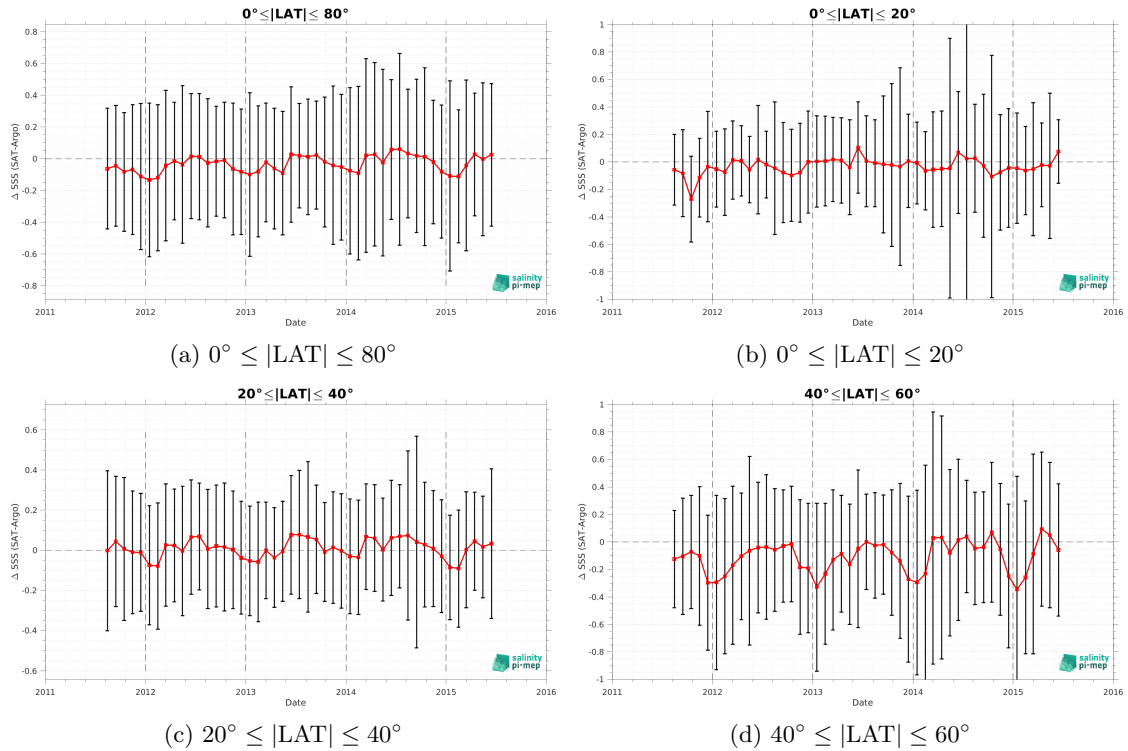 0°≤|LAT|≤ 80°
0.8
0.6
0.4
0.2
0
-0.2
-0.4
-0.6
-0.8
Δ SSS (SAT-Argo)
2011
2012
2013
2014
2015
2016
Date
salinity
pi-mep
(a) 0° ≤ |LAT| ≤ 80°
0°≤|LAT|≤ 20°
1
0.8
0.6
0.4
0.2
0
-0.2
-0.4
-0.6
-0.8
-1
Δ SSS (SAT-Argo)
2011
2012
2013
2014
2015
2016
Date
salinity
pi-mep
(b) 0° ≤ |LAT| ≤ 20°
20°≤|LAT|≤ 40°
0.6
0.4
0.2
0
-0.2
-0.4
-0.6
Δ SSS (SAT-Argo)
2011
2012
2013
2014
2015
2016
Date
salinity
pi-mep
(c) 20° ≤ |LAT| ≤ 40°
40°≤|LAT|≤ 60°
1
0.8
0.6
0.4
0.2
0
-0.2
-0.4
-0.6
-0.8
-1
Δ SSS (SAT-Argo)
2011
2012
2013
2014
2015
2016
Date
salinity
pi-mep
(d) 40° ≤ |LAT| ≤ 60°